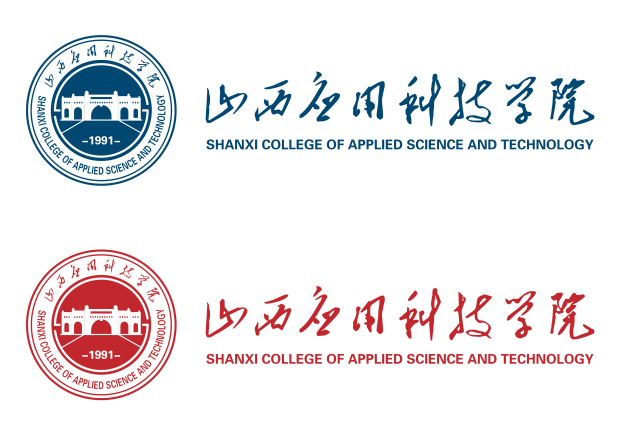 山西应用科技学院
SHANXI COLLEGE OF APPLIED SCIENCE AND TECHNOLOGY
–1991–
山西应用科技学院
SHANXI COLLEGE OF APPLIED SCIENCE AND TECHNOLOGY
山西应用科技学院
SHANXI COLLEGE OF APPLIED SCIENCE AND TECHNOLOGY
–1991–
山西应用科技学院
SHANXI COLLEGE OF APPLIED SCIENCE AND TECHNOLOGY